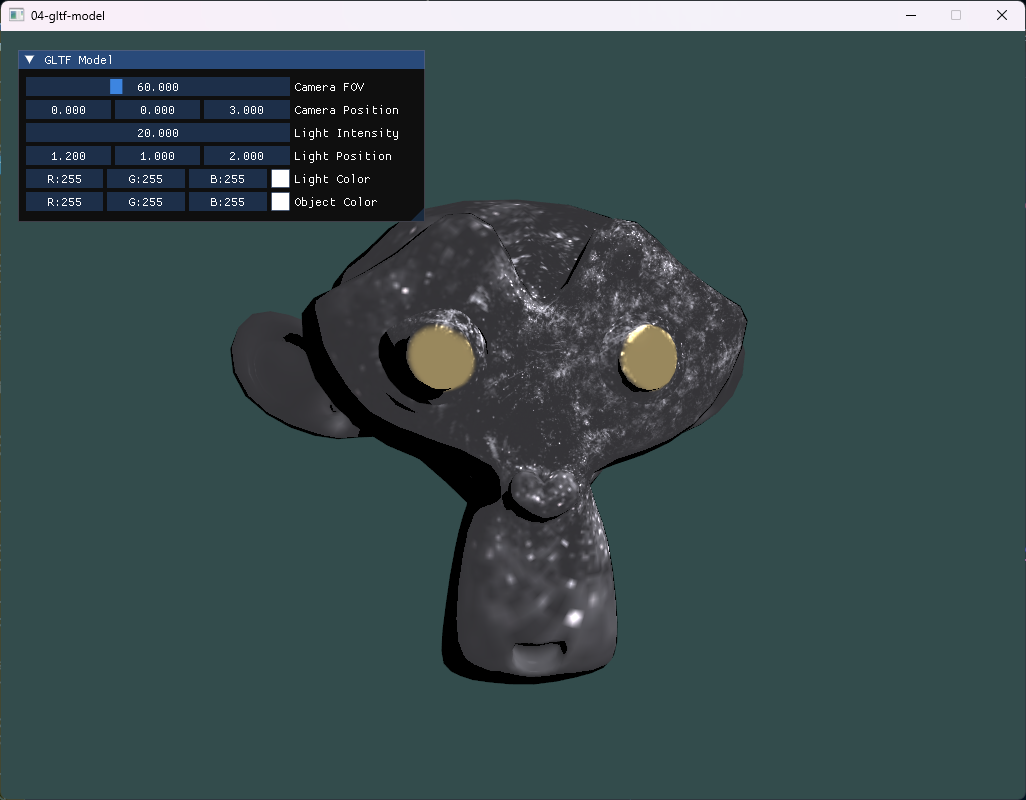 04-gltf-model
GLTF Model
60.000 Camera FOV
0.000 0.000 3.000 Camera Position
20.000 Light Intensity
1.200 1.000 2.000 Light Position
R:255 G:255 B:255 Light Color
R:255 G:255 B:255 Object Color